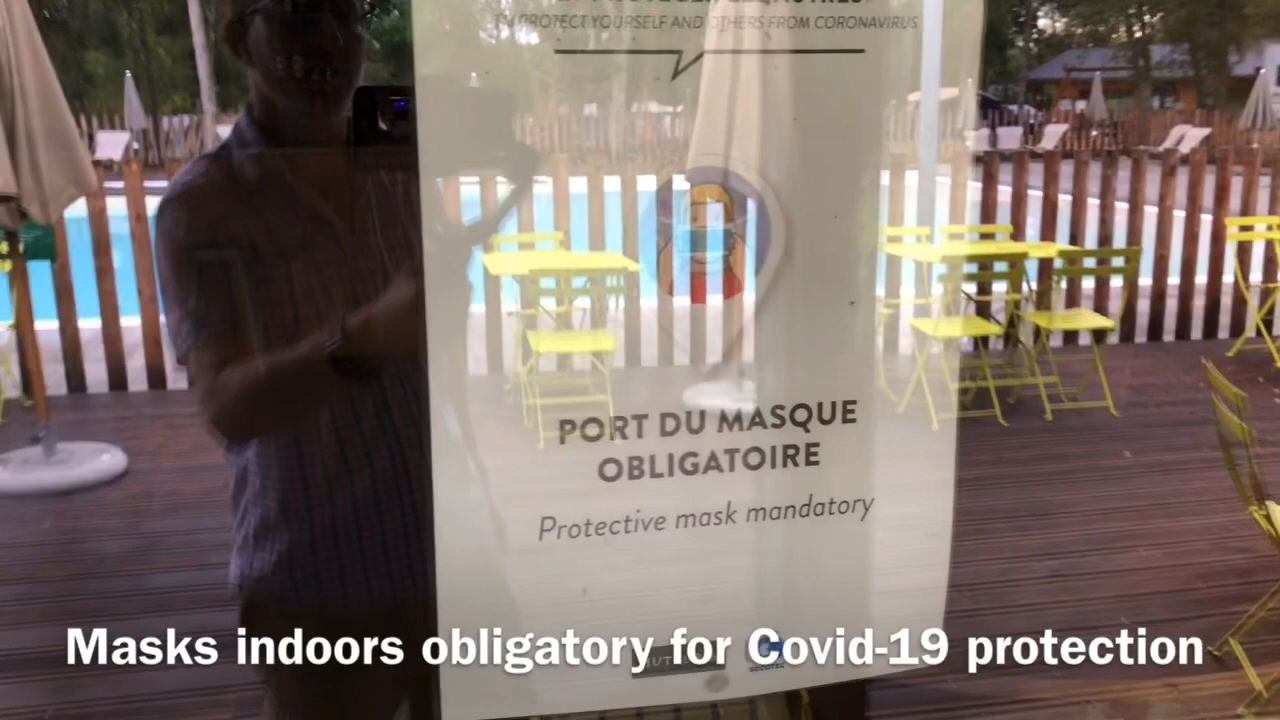 TO PROTECT YOURSELF AND OTHERS FROM CORONAVIRUS
PORT DU MASQUE
OBLIGATOIRE
Protective mask mandatory
Masks indoors obligatory for Covid-19 protection